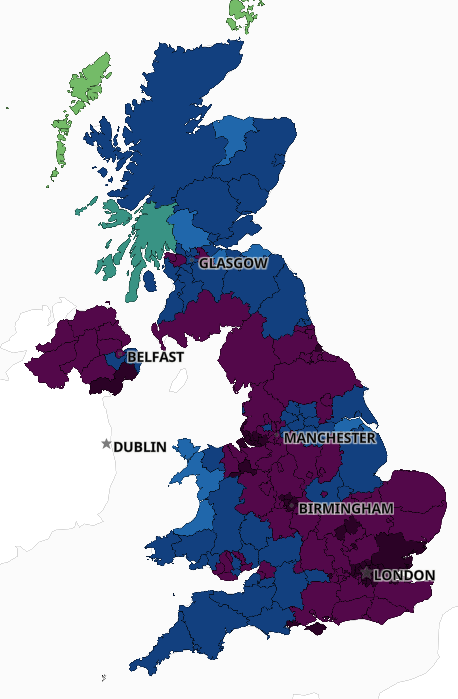 GLASGOW
BELFAST
MANCHESTER
DUBLIN
BIRMINGHAM
LONDON